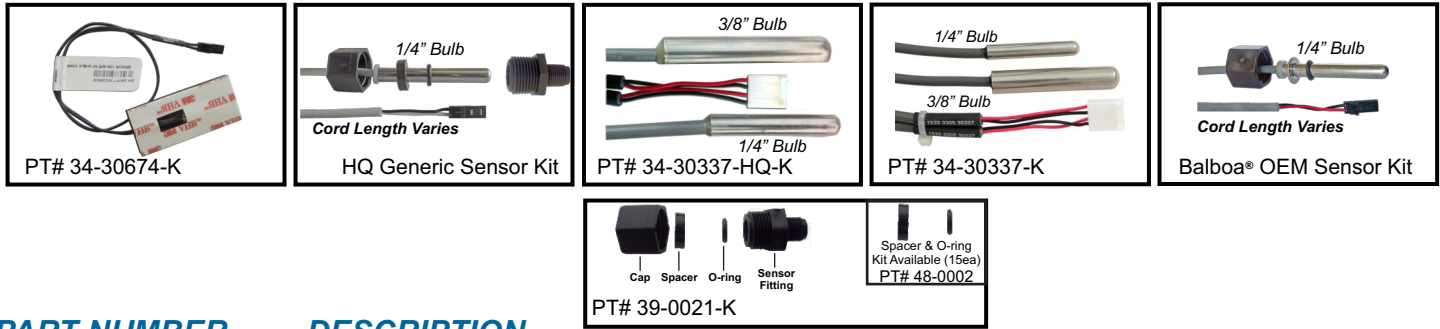 PT# 34-30674-K
1/4” Bulb
Cord Length Varies
HQ Generic Sensor Kit
3/8” Bulb
1/4” Bulb
PT# 34-30337-HQ-K
1/4” Bulb
3/8” Bulb
PT# 34-30337-K
1/4” Bulb
Cord Length Varies
Balboa® OEM Sensor Kit
Cap Spacer O-ring Sensor
Fitting
PT# 39-0021-K
Spacer & O-ring
Kit Available (15ea)
PT# 48-0002
PART NUMBER DESCRIPTION